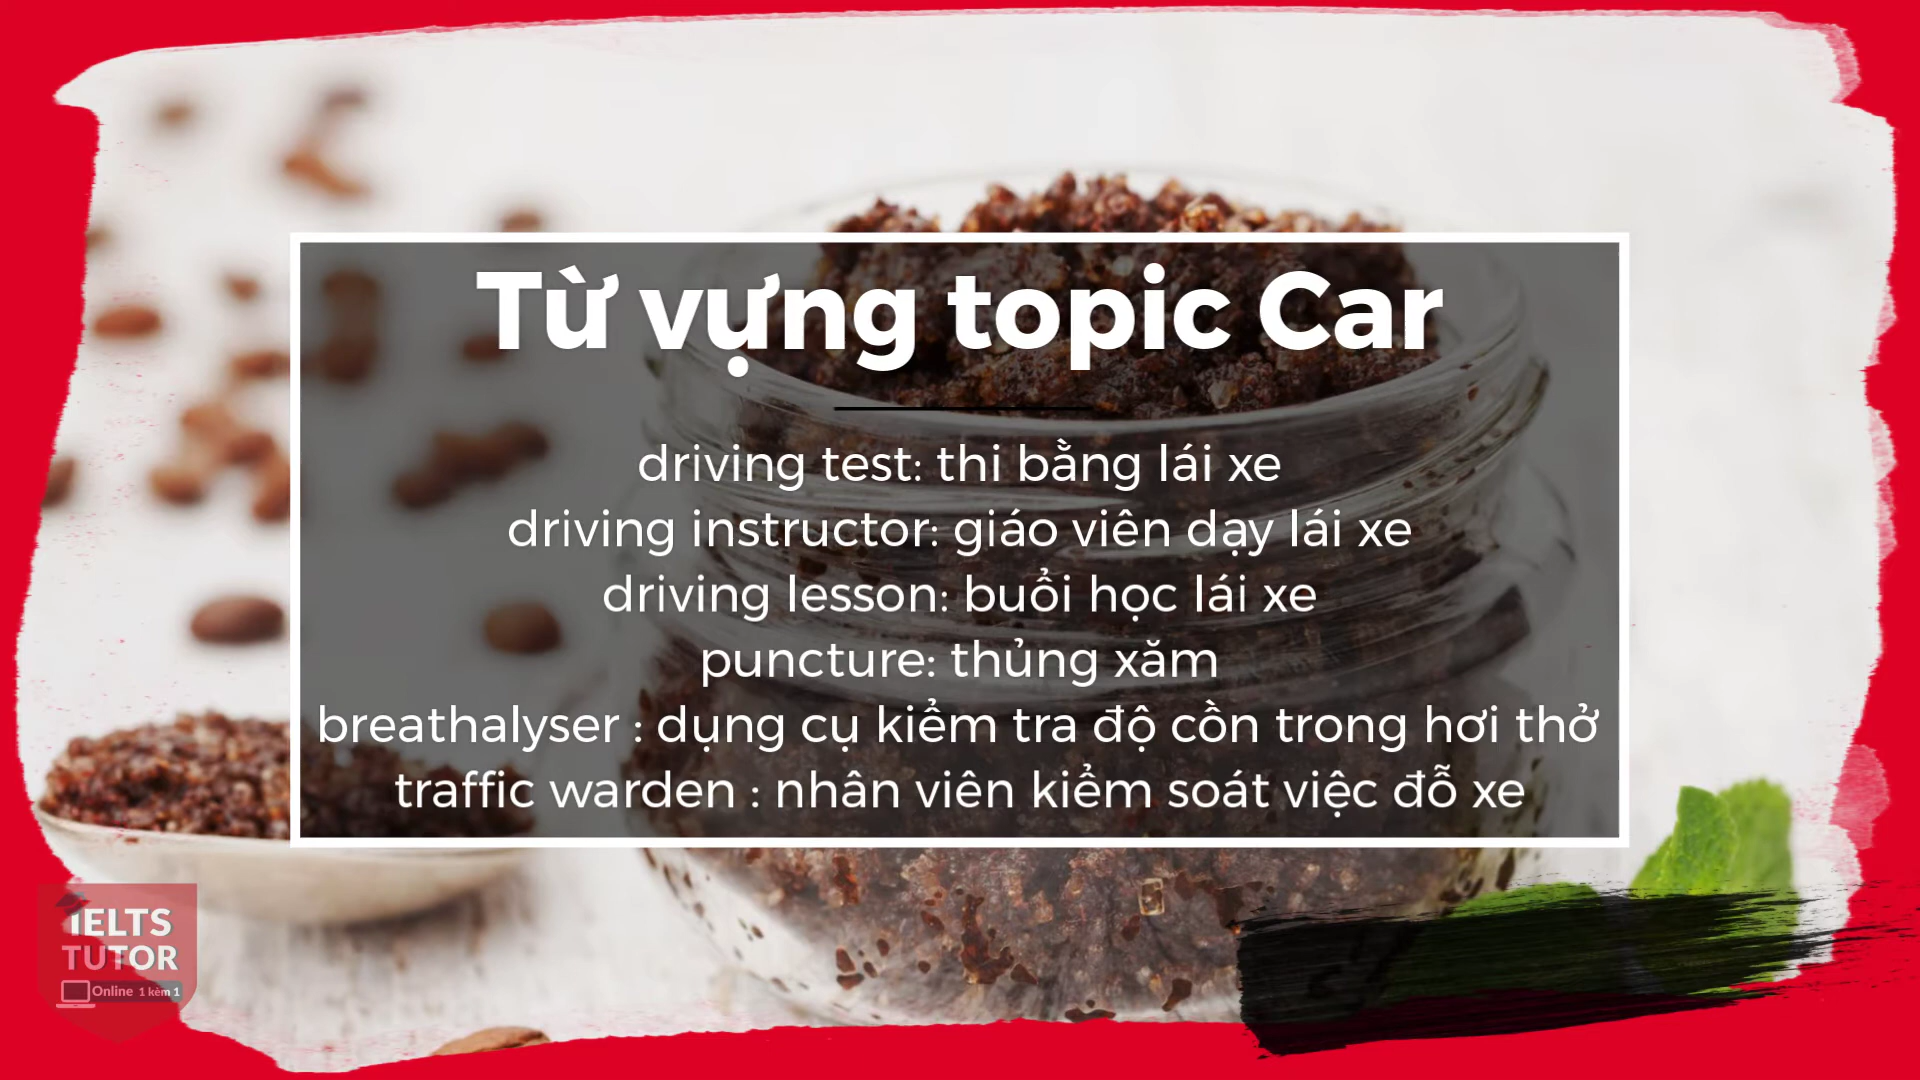 Từ vựng topic Car
driving test: thi bằng lái xe
driving instructor: giáo viên dạy lái xe
driving lesson: buổi học lái xe
puncture: thủng xăm
breathalyser : dụng cụ kiểm tra độ cồn trong hơi thở
traffic warden : nhân viên kiểm soát việc đỗ xe
IELTS
TUTOR
Online 1 kèm 1